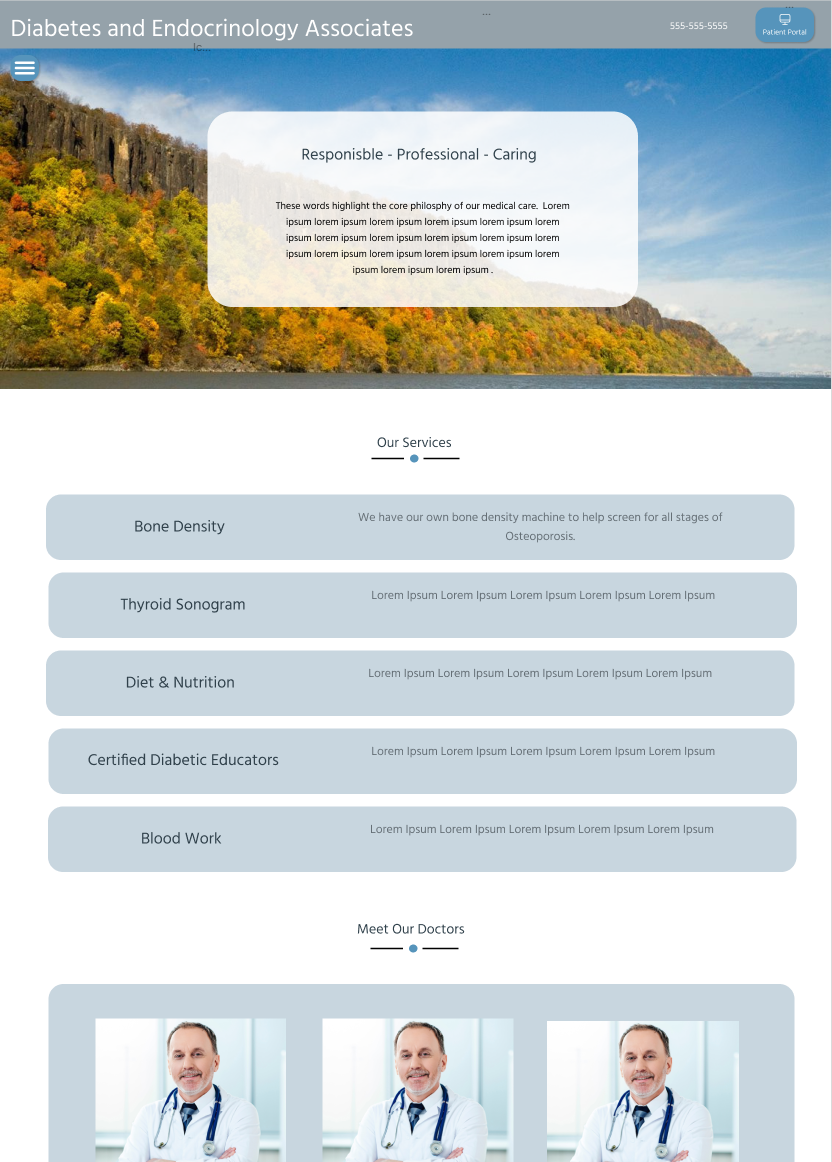 Diabetes and Endocrinology Associates
...
555-555-5555
...
Patient Portal
ic...
Responisble - Professional - Caring
These words highlight the core philosphy of our medical care.  Lorem
ipsum lorem ipsum lorem ipsum lorem ipsum lorem ipsum lorem
ipsum lorem ipsum lorem ipsum lorem ipsum lorem ipsum lorem
ipsum lorem ipsum lorem ipsum lorem ipsum lorem ipsum lorem
ipsum lorem ipsum lorem ipsum .
Our Services
Bone Density
We have our own bone density machine to help screen for all stages of
Osteoporosis.
Thyroid Sonogram
Lorem Ipsum Lorem Ipsum Lorem Ipsum Lorem Ipsum Lorem Ipsum
Diet & Nutrition
Lorem Ipsum Lorem Ipsum Lorem Ipsum Lorem Ipsum Lorem Ipsum
Certified Diabetic Educators
Lorem Ipsum Lorem Ipsum Lorem Ipsum Lorem Ipsum Lorem Ipsum
Blood Work
Lorem Ipsum Lorem Ipsum Lorem Ipsum Lorem Ipsum Lorem Ipsum
Meet Our Doctors